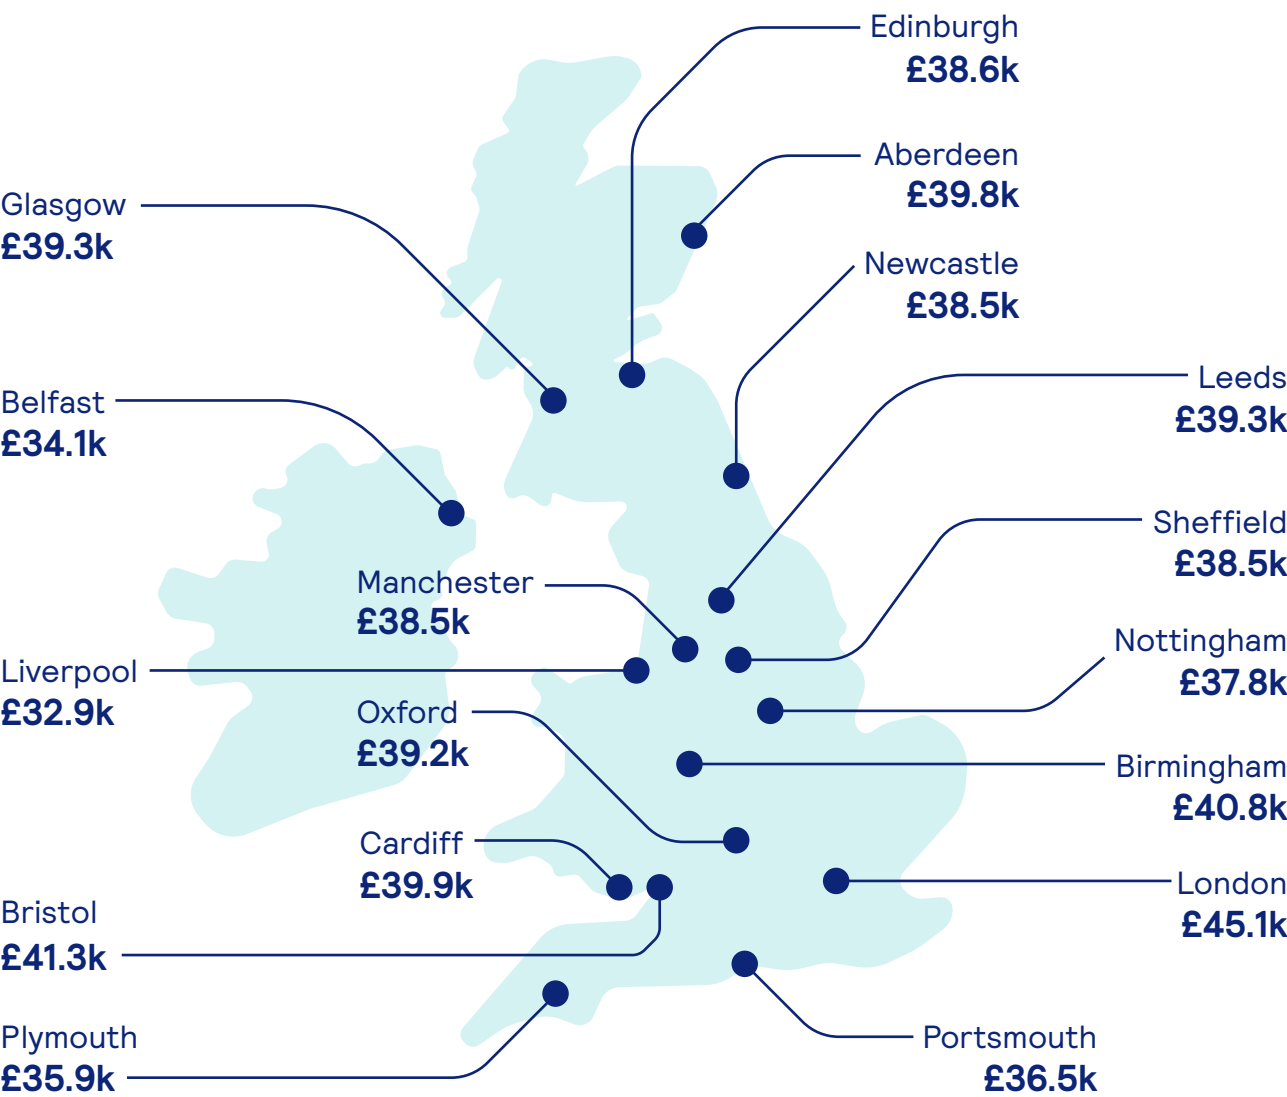 Edinburgh
£38.6k
Aberdeen
£39.8k
Glasgow
£39.3k
Newcastle
£38.5k
Leeds
£39.3k
Belfast
£34.1k
Sheffield
£38.5k
Manchester
£38.5k
Nottingham
£37.8k
Liverpool
£32.9k
Oxford
£39.2k
Birmingham
£40.8k
Cardiff
£39.9k
London
£45.1k
Bristol
£41.3k
Plymouth
£35.9k
Portsmouth
£36.5k